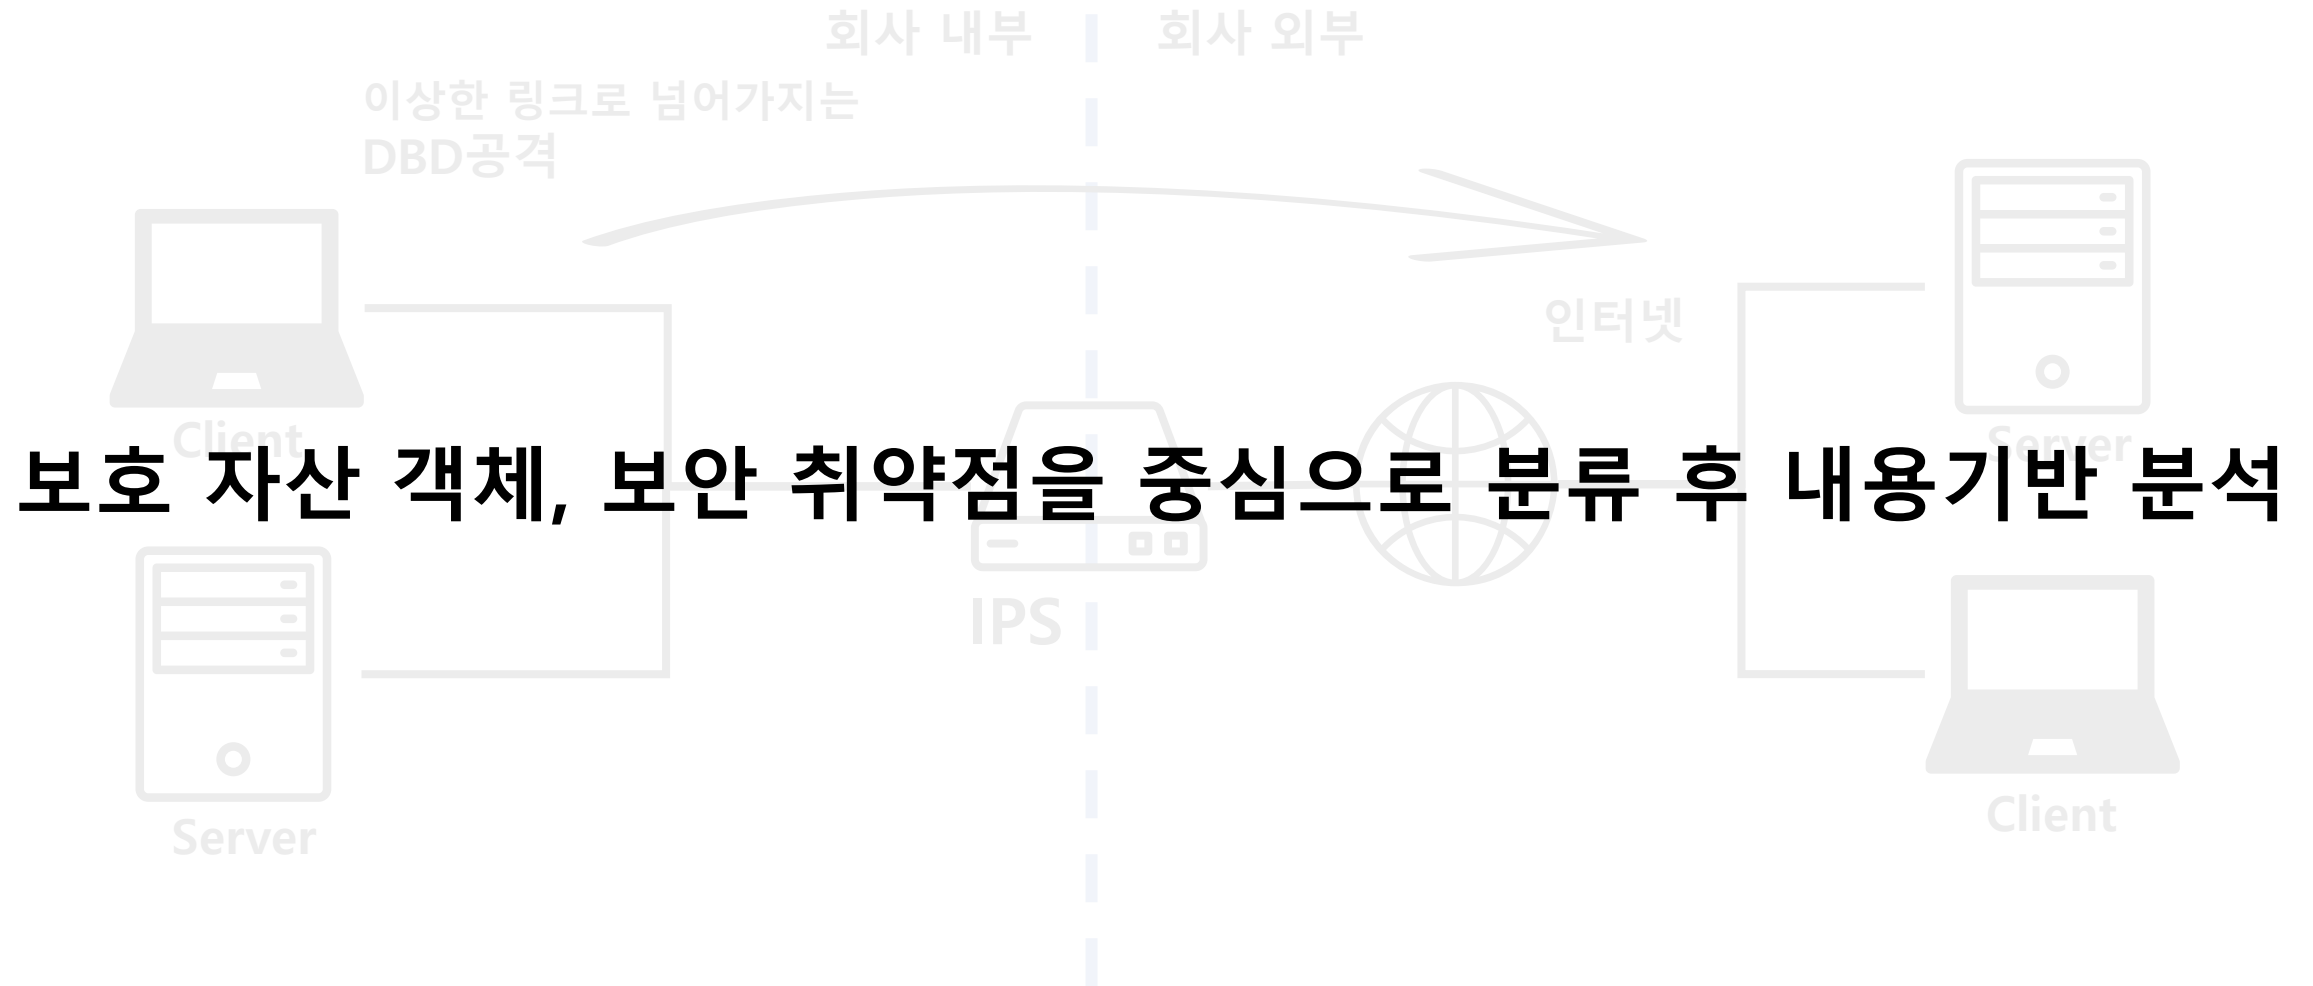 회사 내부
회사 외부
이상한 링크로 넘어가지는
DBD공격
인터넷
Client
Server
보호 자산 객체, 보안 취약점을 중심으로 분류 후 내용기반 분석
IPS
Client
Server